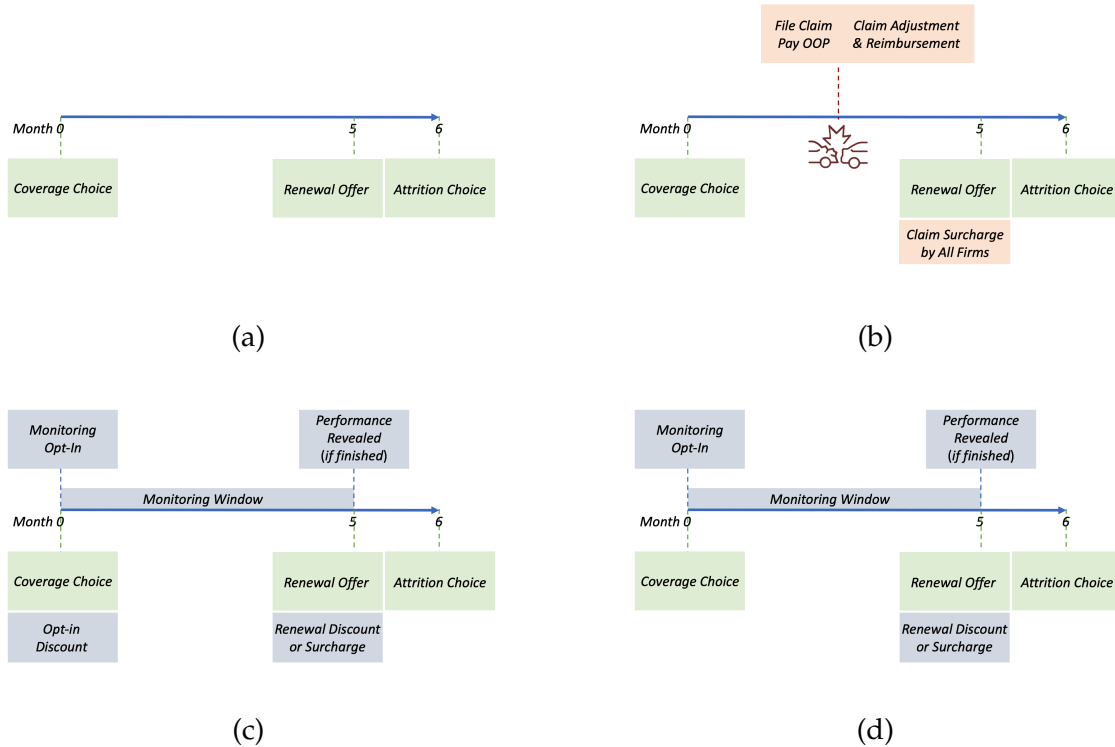 Month 0
5
6
Coverage Choice
Renewal Offer
Attrition Choice
(a)
File Claim
Pay OOP
Claim Adjustment
& Reimbursement
Month 0
5
6
Coverage Choice
Renewal Offer
Attrition Choice
Claim Surcharge
by All Firms
(b)
Monitoring
Opt-In
Performance
Revealed
(if finished)
Monitoring Window
Month 0
5
6
Coverage Choice
Renewal Offer
Attrition Choice
Opt-in
Discount
Renewal Discount
or Surcharge
(c)
Monitoring
Opt-In
Performance
Revealed
(if finished)
Monitoring Window
Month 0
5
6
Coverage Choice
Renewal Offer
Attrition Choice
Renewal Discount
or Surcharge
(d)